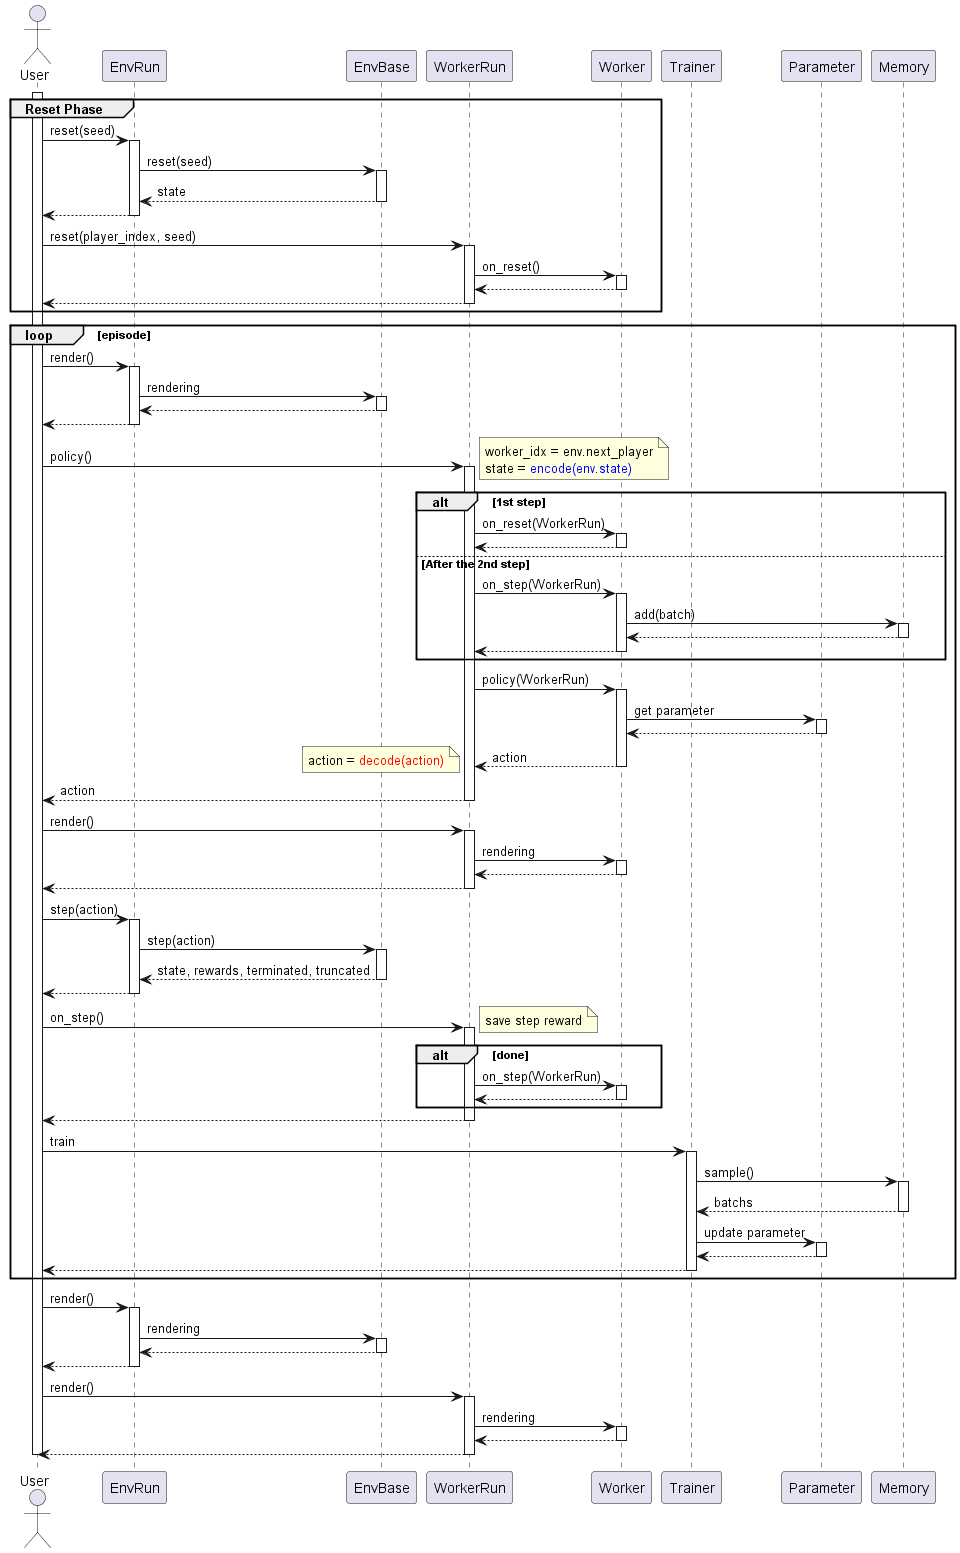 User
EnvRun
EnvBase
WorkerRun
Worker
Trainer
Parameter
Memory
Reset Phase
reset(seed)
reset(seed)
state
reset(player_index, seed)
on_reset()
loop
[episode]
render()
rendering
worker_idx = env.next_player
state = encode(env.state)
policy()
alt
[1st step]
on_reset(WorkerRun)
[After the 2nd step]
on_step(WorkerRun)
add(batch)
policy(WorkerRun)
get parameter
action
action = decode(action)
action
render()
rendering
step(action)
step(action)
state, rewards, terminated, truncated
on_step()
save step reward
alt
[done]
on_step(WorkerRun)
train
sample()
batchs
update parameter
render()
rendering
render()
rendering
User
EnvRun
EnvBase
WorkerRun
Worker
Trainer
Parameter
Memory